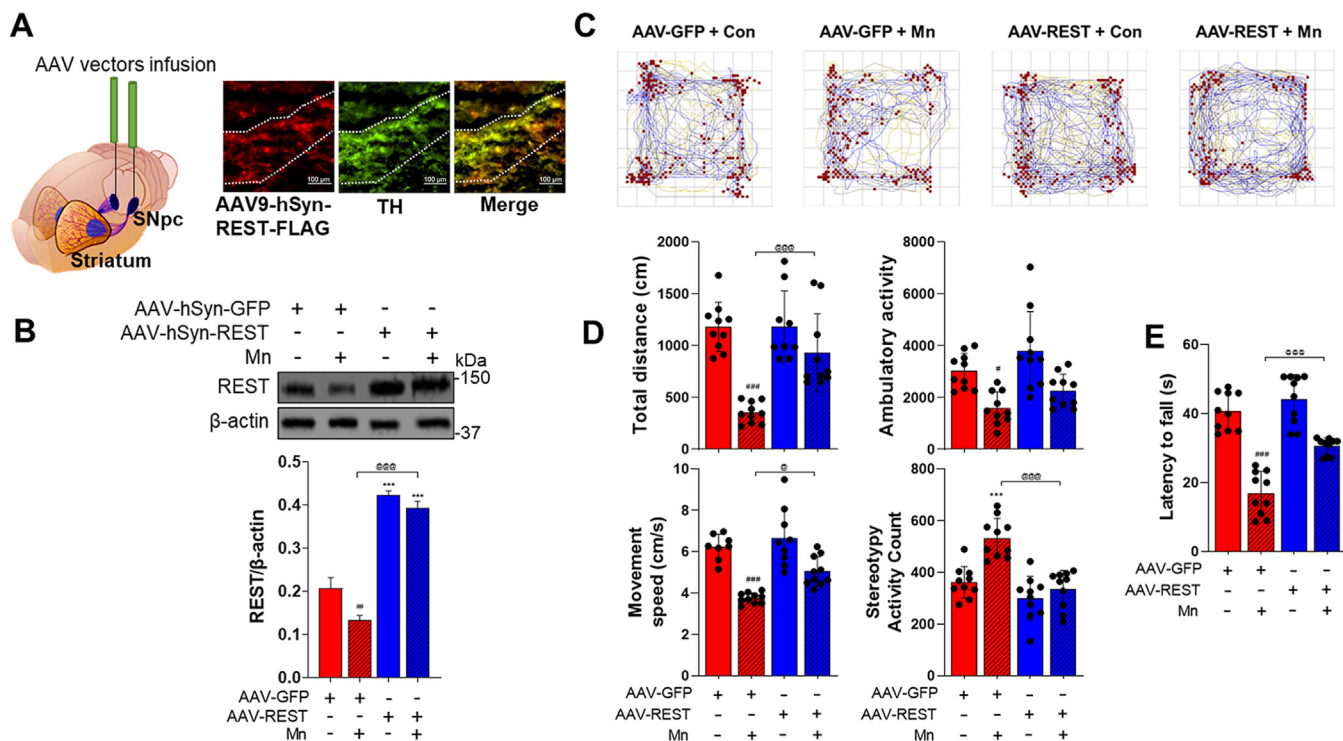 A
AAV vectors infusion
SNpc
Striatum
100 µm
100 µm
100 µm
AAV9-hSyn-
REST-FLAG
TH
Merge
B
AAV-hSyn-GFP + + - -
AAV-hSyn-REST - - + +
Mn - + - + kDa
REST
-150
β-actin
-37
REST/β-actin
0.5
0.4
0.3
0.2
0.1
0.0
##
***
***
@@@
AAV-GFP + + - -
AAV-REST - - + +
Mn - + - +
C
AAV-GFP + Con
AAV-GFP + Mn
AAV-REST + Con
AAV-REST + Mn
D
Total distance (cm)
2000
1500
1000
500
0
###
@@@
Ambulatory activity
8000
6000
4000
2000
0
#
Movement
speed (cm/s)
10
8
6
4
2
0
###
@
Stereotypy
Activity Count
800
600
400
200
0
***
@@@
AAV-GFP + + - -
AAV-REST - - + +
Mn - + - +
AAV-GFP + + - -
AAV-REST - - + +
Mn - + - +
E
Latency to fall (s)
60
40
20
0
###
@@@
AAV-GFP + + - -
AAV-REST - - + +
Mn - + - +